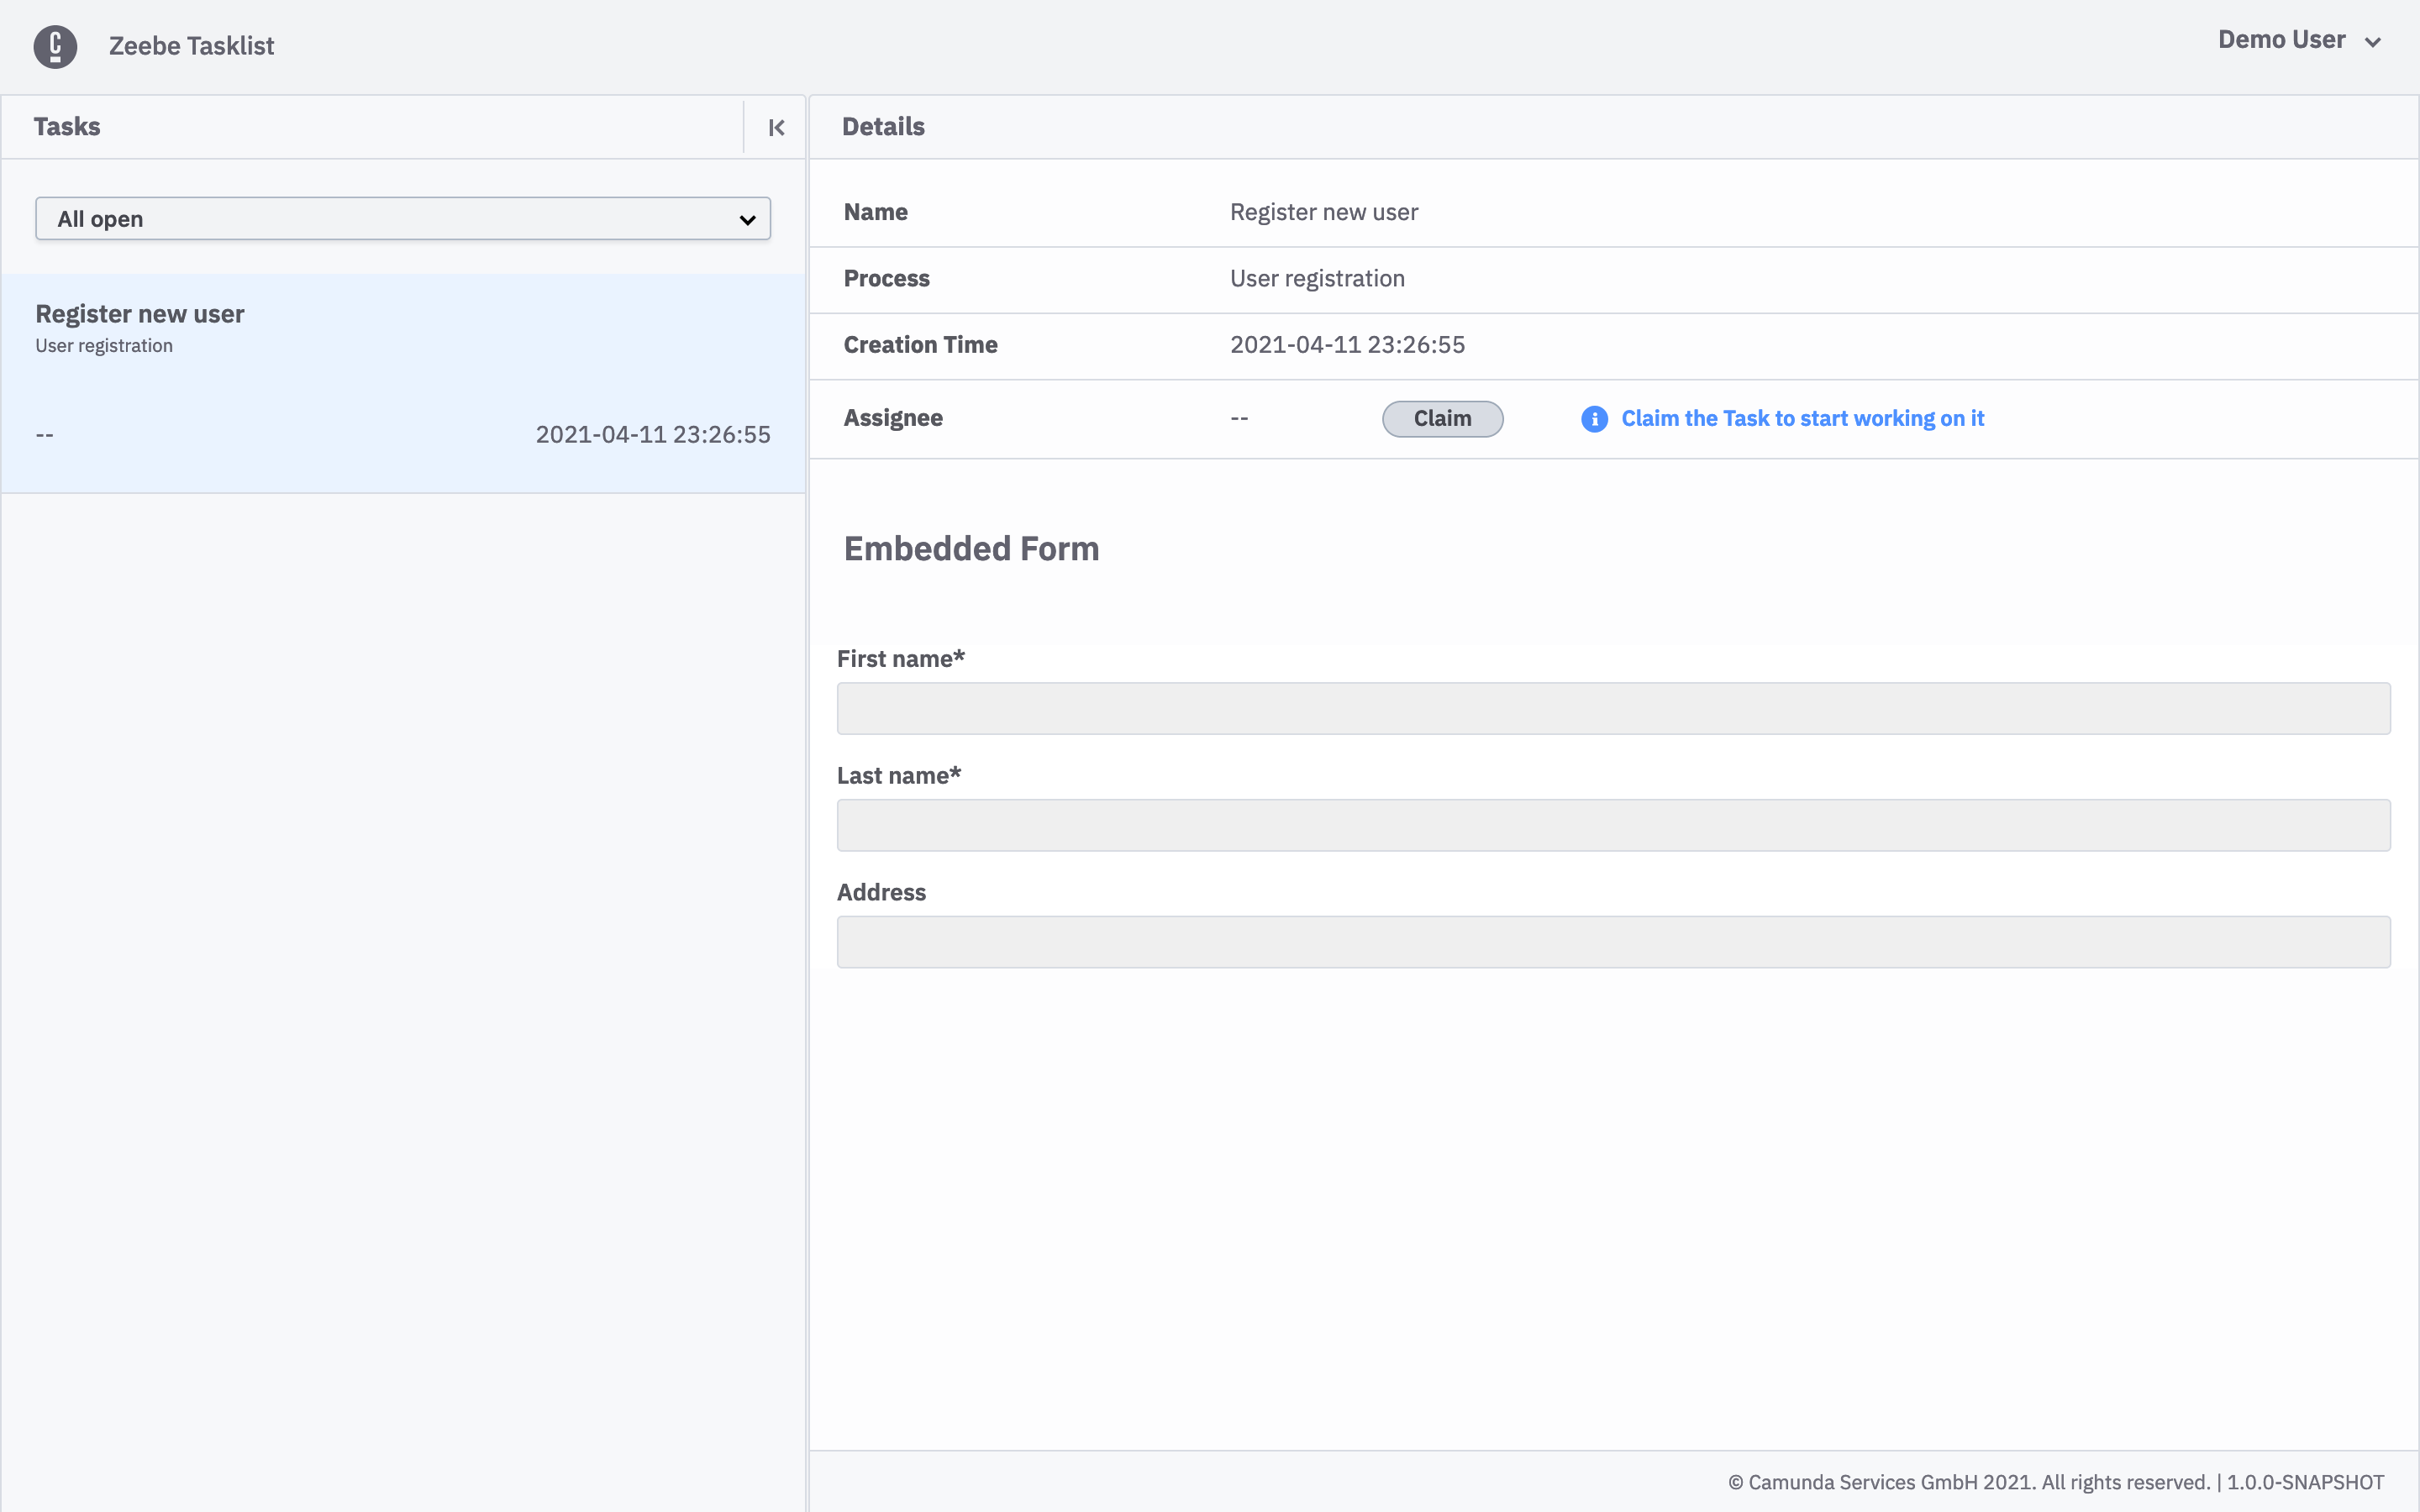 Zeebe Tasklist
Demo User
Tasks
All open
Register new user
User registration
-- 2021-04-11 23:26:55
Details
Name Register new user
Process User registration
Creation Time 2021-04-11 23:26:55
Assignee -- Claim Claim the Task to start working on it
Embedded Form
First name*
Last name*
Address
© Camunda Services GmbH 2021. All rights reserved. | 1.0.0-SNAPSHOT